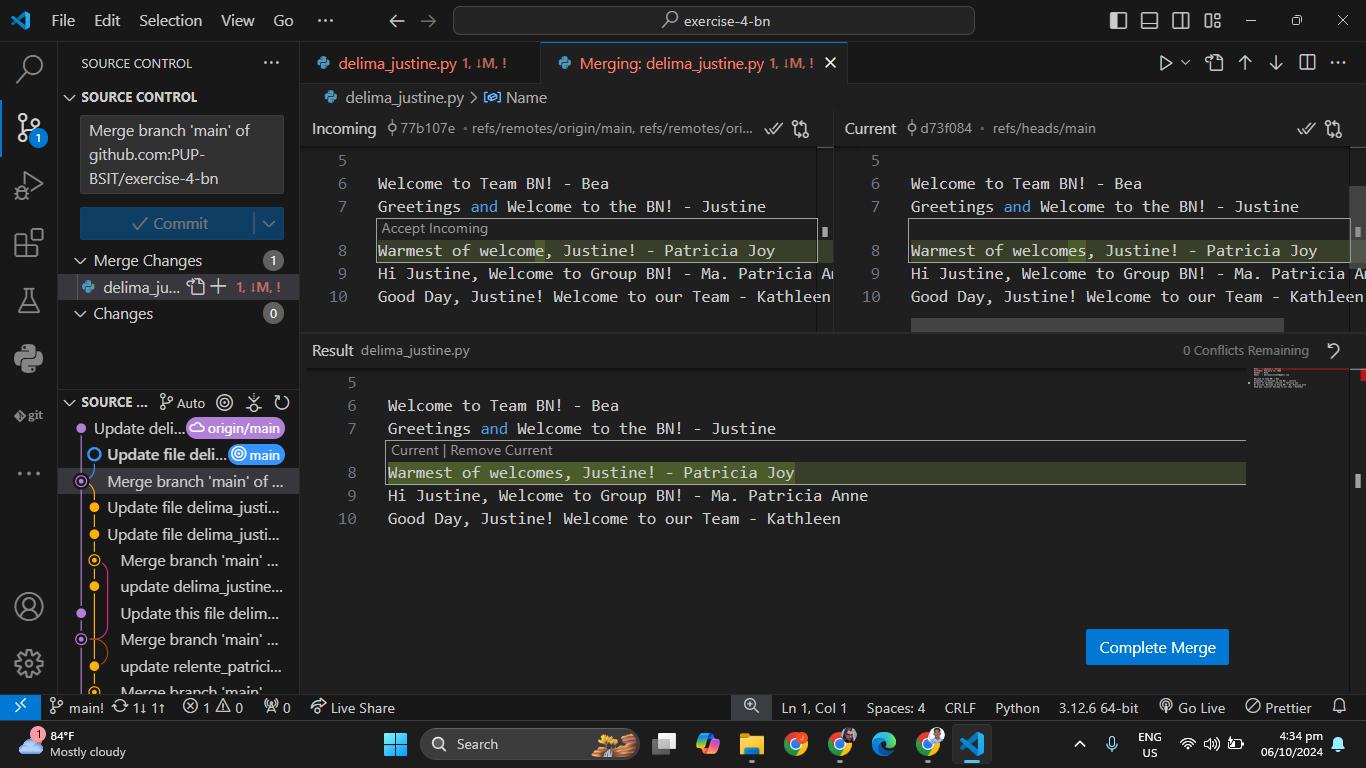 File Edit Selection View Go ··· exercise-4-bn
SOURCE CONTROL ···
SOURCE CONTROL
Merge branch 'main' of
github.com:PUP-
BSIT/exercise-4-bn
Commit
Merge Changes 1
delima_ju... 1, ↓M, !
Changes 0
SOURCE ... Auto
Update deli... origin/main
Update file deli... main
Merge branch 'main' of ...
Update file delima_justi...
Update file delima_justi...
Merge branch 'main' ...
update delima_justine...
Update this file delim...
Merge branch 'main' ...
update relente_patrici...
Merge branch 'main'
git
1
delima_justine.py 1, ↓M, !
Merging: delima_justine.py 1, ↓M, !
delima_justine.py > Name
Incoming 77b107e • refs/remotes/origin/main, refs/remotes/ori...
5
6 Welcome to Team BN! - Bea
7 Greetings and Welcome to the BN! - Justine
Accept Incoming
8 Warmest of welcome, Justine! - Patricia Joy
9 Hi Justine, Welcome to Group BN! - Ma. Patricia An
10 Good Day, Justine! Welcome to our Team - Kathleen
Current d73f084 • refs/heads/main
5
6 Welcome to Team BN! - Bea
7 Greetings and Welcome to the BN! - Justine
8 Warmest of welcomes, Justine! - Patricia Joy
9 Hi Justine, Welcome to Group BN! - Ma. Patricia A
10 Good Day, Justine! Welcome to our Team - Kathleen
Result delima_justine.py 0 Conflicts Remaining
5
6 Welcome to Team BN! - Bea
7 Greetings and Welcome to the BN! - Justine
Current | Remove Current
8 Warmest of welcomes, Justine! - Patricia Joy
9 Hi Justine, Welcome to Group BN! - Ma. Patricia Anne
10 Good Day, Justine! Welcome to our Team - Kathleen
Complete Merge
main! 1↓ 1↑ 1 0 0 Live Share Ln 1, Col 1 Spaces: 4 CRLF Python 3.12.6 64-bit Go Live Prettier
1 84°F
Mostly cloudy
Search
ENG
US
4:34 pm
06/10/2024